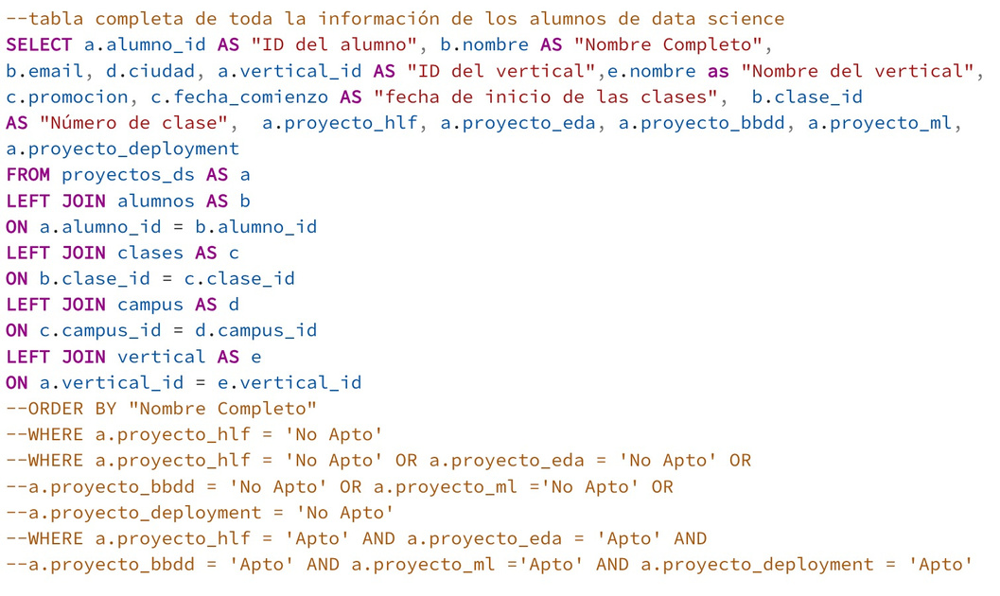 --tabla completa de toda la información de los alumnos de data science
SELECT a.alumno_id AS "ID del alumno", b.nombre AS "Nombre Completo",
b.email, d.ciudad, a.vertical_id AS "ID del vertical",e.nombre as "Nombre del vertical",
c.promocion, c.fecha_comienzo AS "fecha de inicio de las clases",  b.clase_id
AS "Número de clase",  a.proyecto_hlf, a.proyecto_eda, a.proyecto_bbdd, a.proyecto_ml,
a.proyecto_deployment
FROM proyectos_ds AS a
LEFT JOIN alumnos AS b
ON a.alumno_id = b.alumno_id
LEFT JOIN clases AS c
ON b.clase_id = c.clase_id
LEFT JOIN campus AS d
ON c.campus_id = d.campus_id
LEFT JOIN vertical AS e
ON a.vertical_id = e.vertical_id
--ORDER BY "Nombre Completo"
--WHERE a.proyecto_hlf = 'No Apto'
--WHERE a.proyecto_hlf = 'No Apto' OR a.proyecto_eda = 'No Apto' OR
--a.proyecto_bbdd = 'No Apto' OR a.proyecto_ml ='No Apto' OR
--a.proyecto_deployment = 'No Apto'
--WHERE a.proyecto_hlf = 'Apto' AND a.proyecto_eda = 'Apto' AND
--a.proyecto_bbdd = 'Apto' AND a.proyecto_ml ='Apto' AND a.proyecto_deployment = 'Apto'